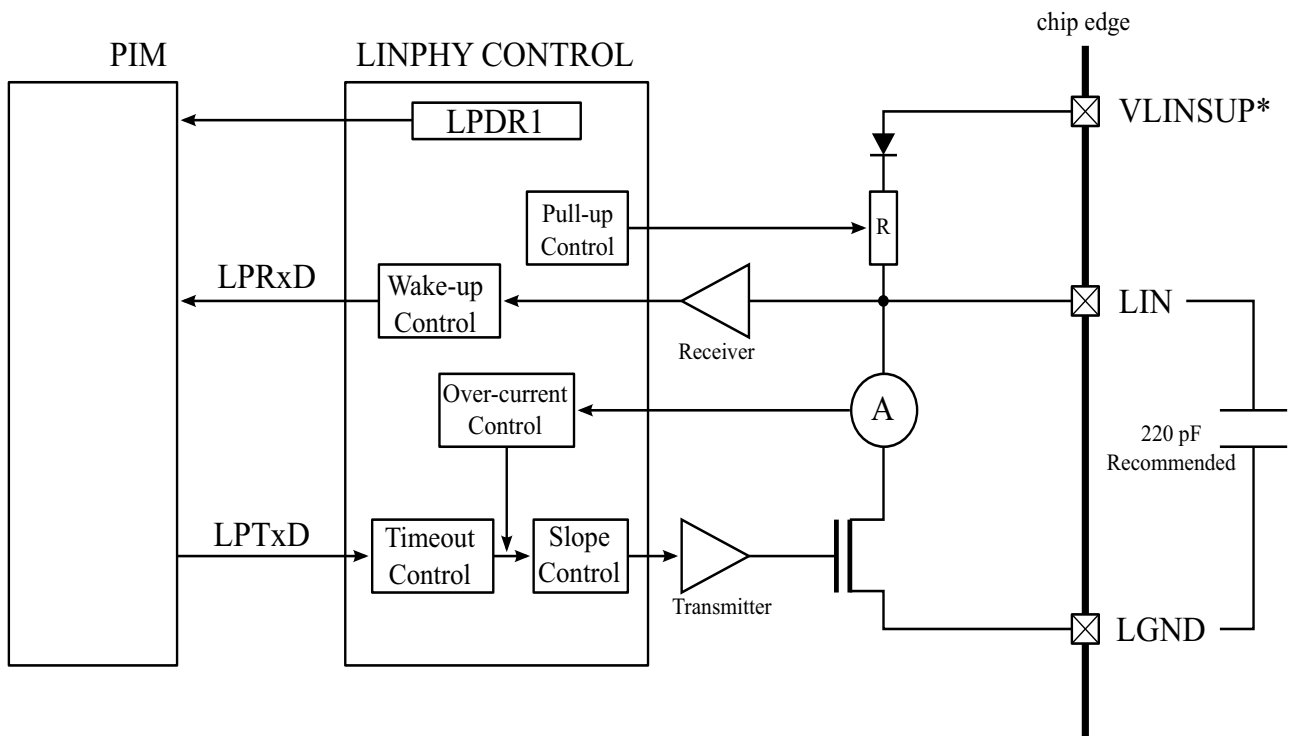 chip edge
PIM
LINPHY CONTROL
VLINSUP*
LPDR1
Pull-up
Control
R
LPRxD
Wake-up
Control
LIN
Receiver
Over-current
Control
A
220 pF
Recommended
LPTxD
Timeout
Control
Slope
Control
Transmitter
LGND